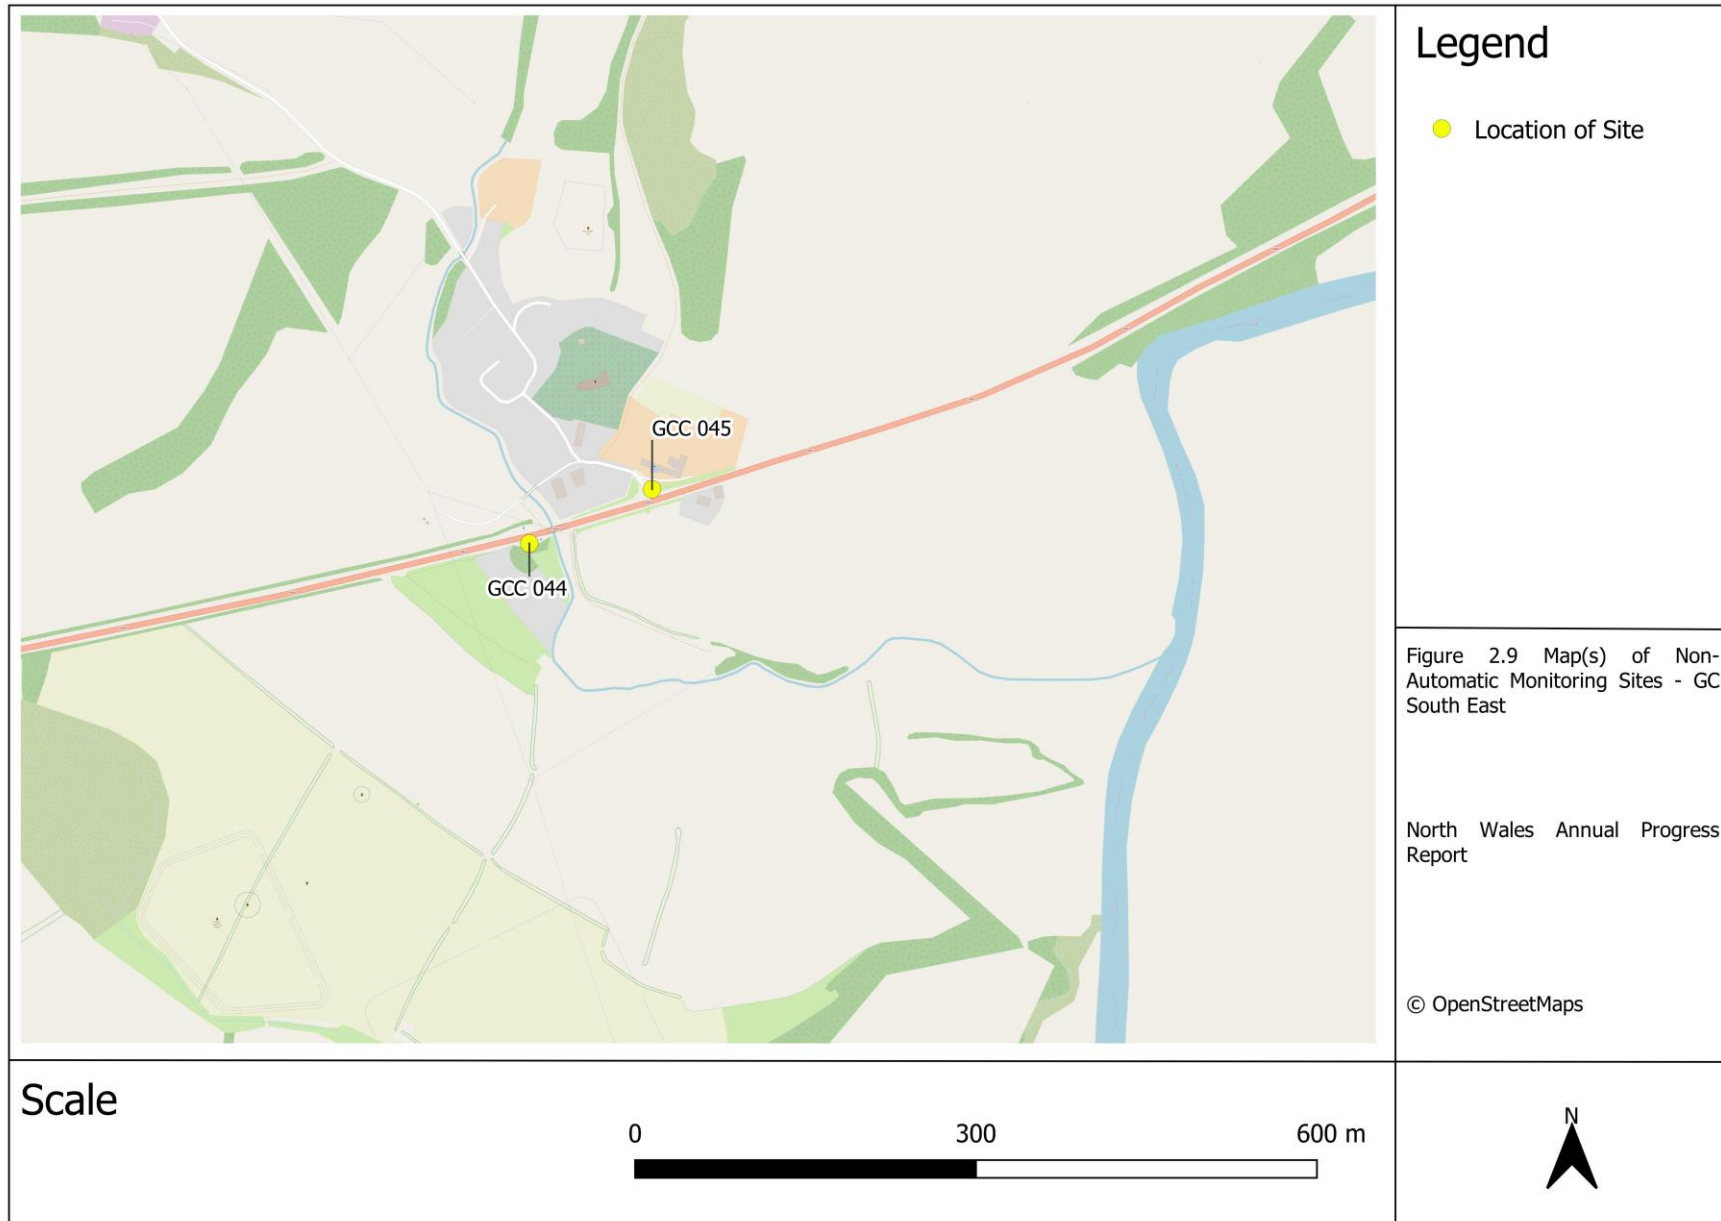 Legend
Location of Site
GCC 045
GCC 044
Figure 2.9 Map(s) of Non-
Automatic Monitoring Sites - GC
South East
North Wales Annual Progress
Report
© OpenStreetMaps
Scale
0 300 600 m
N